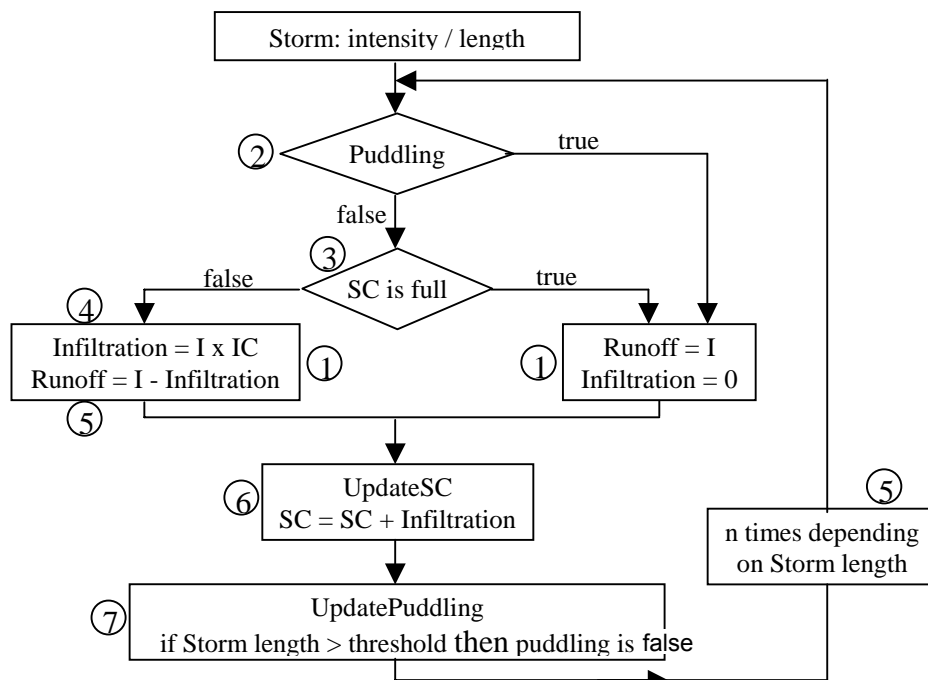 Storm: intensity / length
2
Puddling
true
false
3
false
SC is full
true
4
Infiltration = I x IC
Runoff = I - Infiltration
1
1
Runoff = I
Infiltration = 0
5
6
UpdateSC
SC = SC + Infiltration
5
n times depending
on Storm length
7
UpdatePuddling
if Storm length > threshold then puddling is false